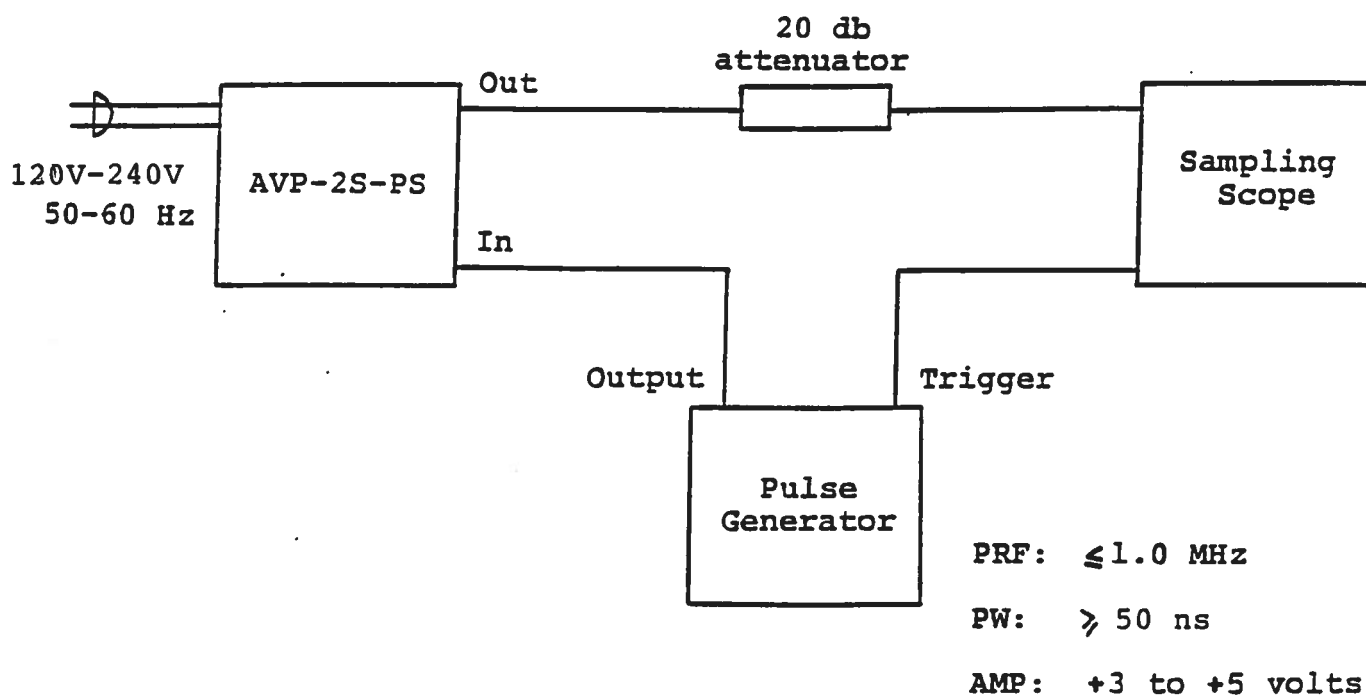 20 db
attenuator
Out
120V-240V
50-60 Hz
AVP-2S-PS
Sampling
Scope
In
Output
Trigger
Pulse
Generator
PRF: ≦1.0 MHz
PW: ⩾ 50 ns
AMP: +3 to +5 volts